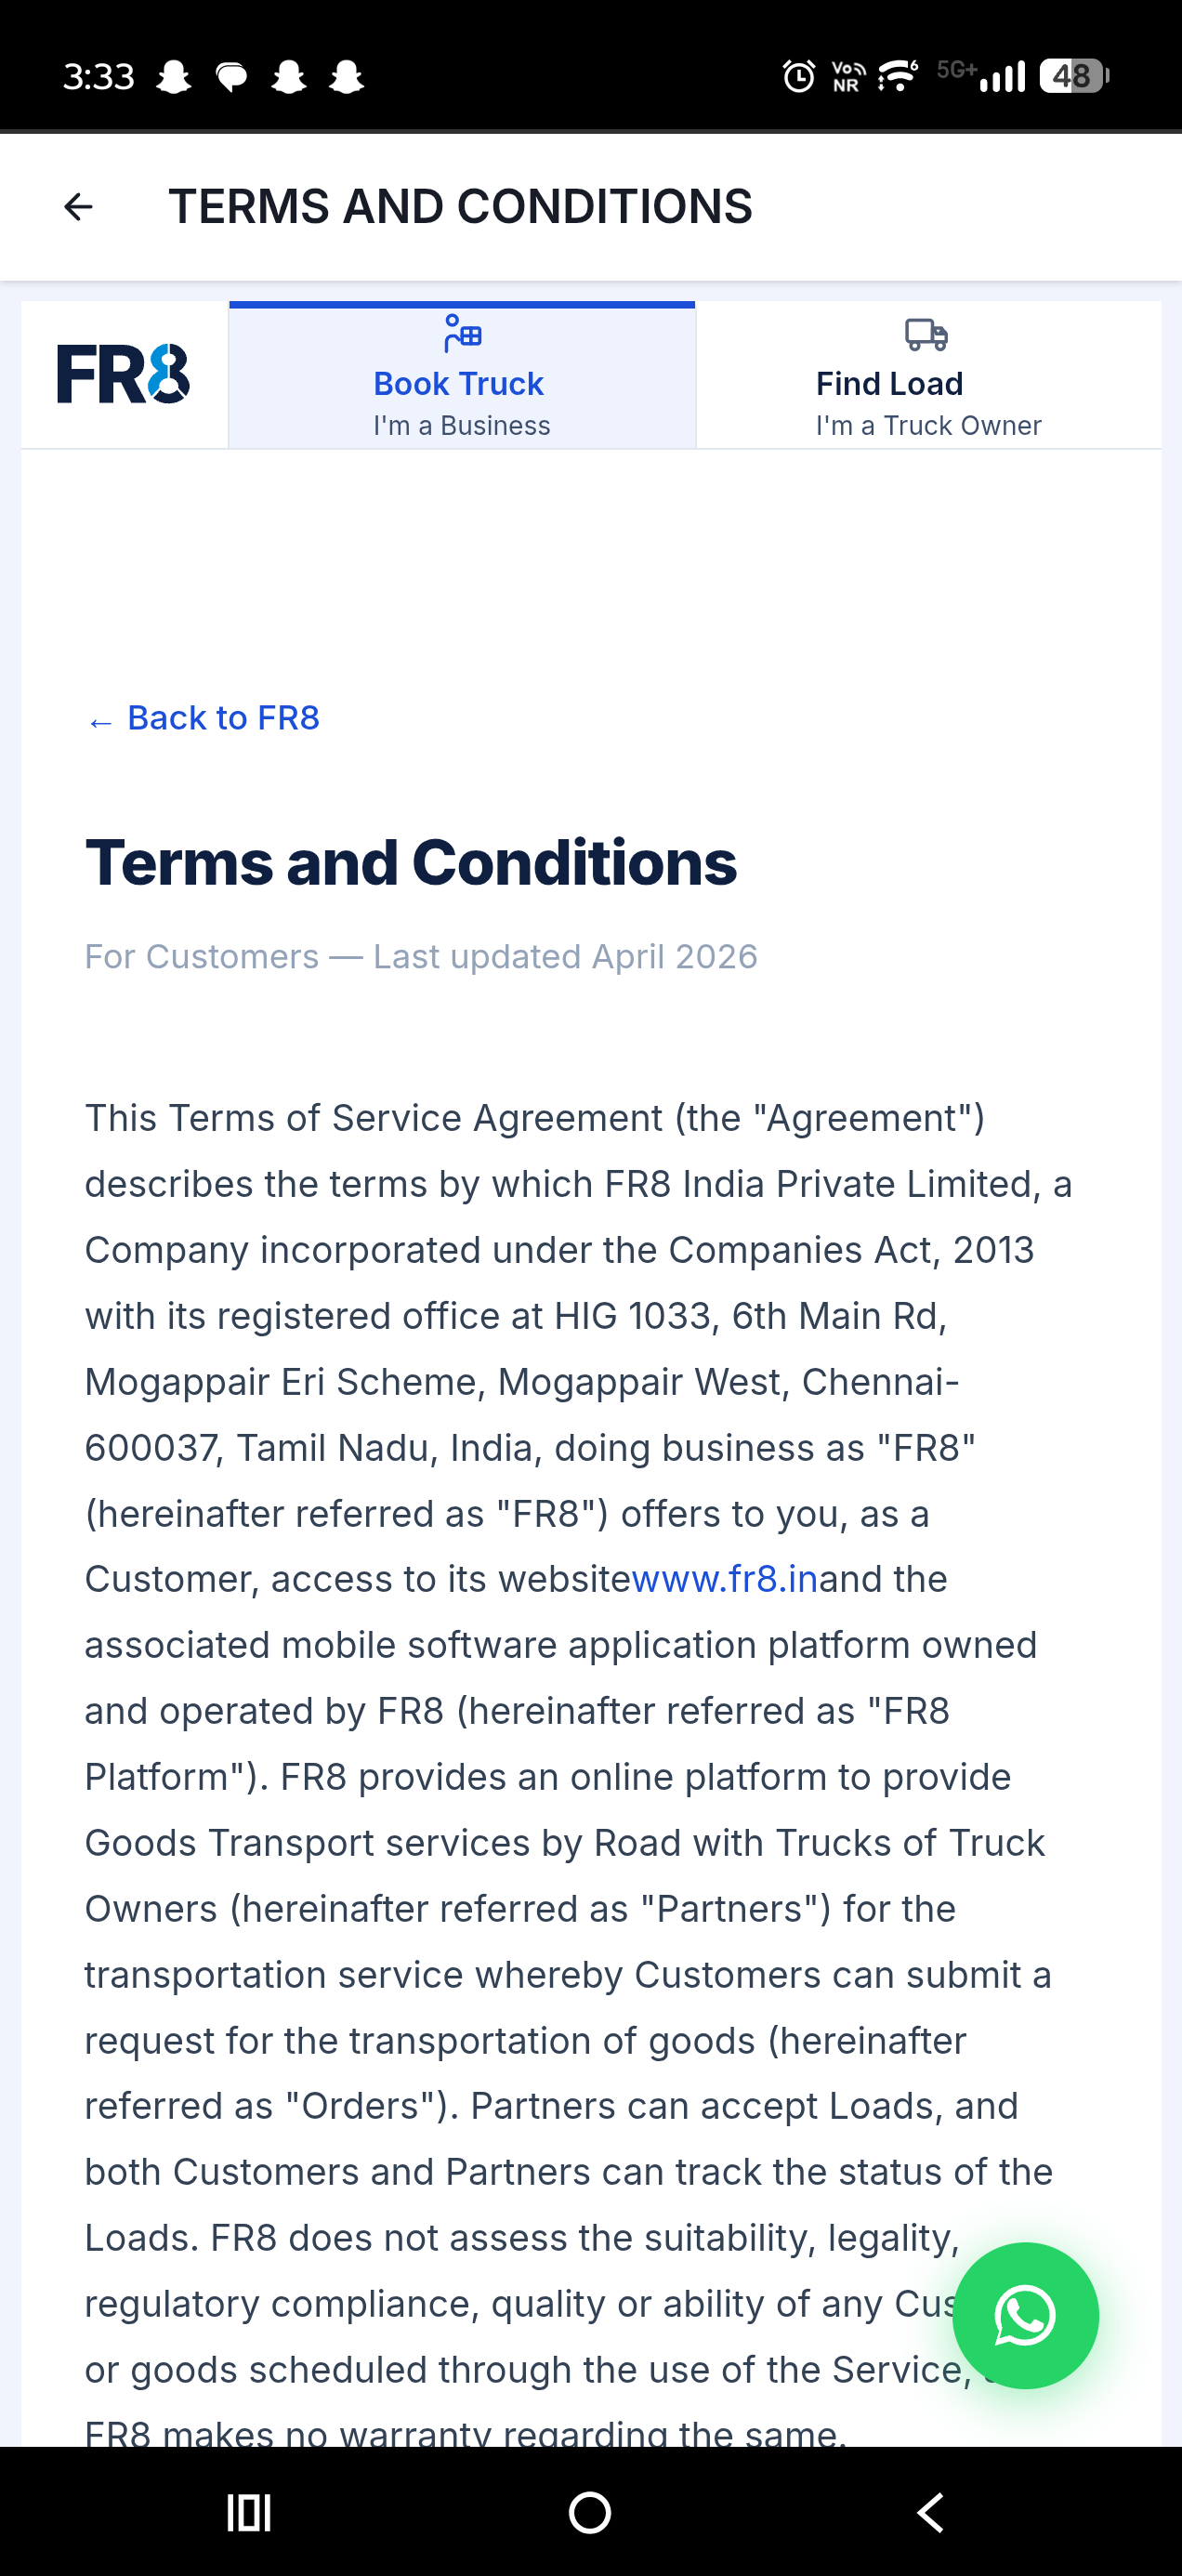 3:33
Vo NR
6
5G+
48
TERMS AND CONDITIONS
FR8
Book Truck
I'm a Business
Find Load
I'm a Truck Owner
← Back to FR8
Terms and Conditions
For Customers — Last updated April 2026
This Terms of Service Agreement (the "Agreement")
describes the terms by which FR8 India Private Limited, a
Company incorporated under the Companies Act, 2013
with its registered office at HIG 1033, 6th Main Rd,
Mogappair Eri Scheme, Mogappair West, Chennai-
600037, Tamil Nadu, India, doing business as "FR8"
(hereinafter referred as "FR8") offers to you, as a
Customer, access to its websitewww.fr8.inand the
associated mobile software application platform owned
and operated by FR8 (hereinafter referred as "FR8
Platform"). FR8 provides an online platform to provide
Goods Transport services by Road with Trucks of Truck
Owners (hereinafter referred as "Partners") for the
transportation service whereby Customers can submit a
request for the transportation of goods (hereinafter
referred as "Orders"). Partners can accept Loads, and
both Customers and Partners can track the status of the
Loads. FR8 does not assess the suitability, legality,
regulatory compliance, quality or ability of any
or goods scheduled through the use of the Service,
FR8 makes no warranty regarding the same.